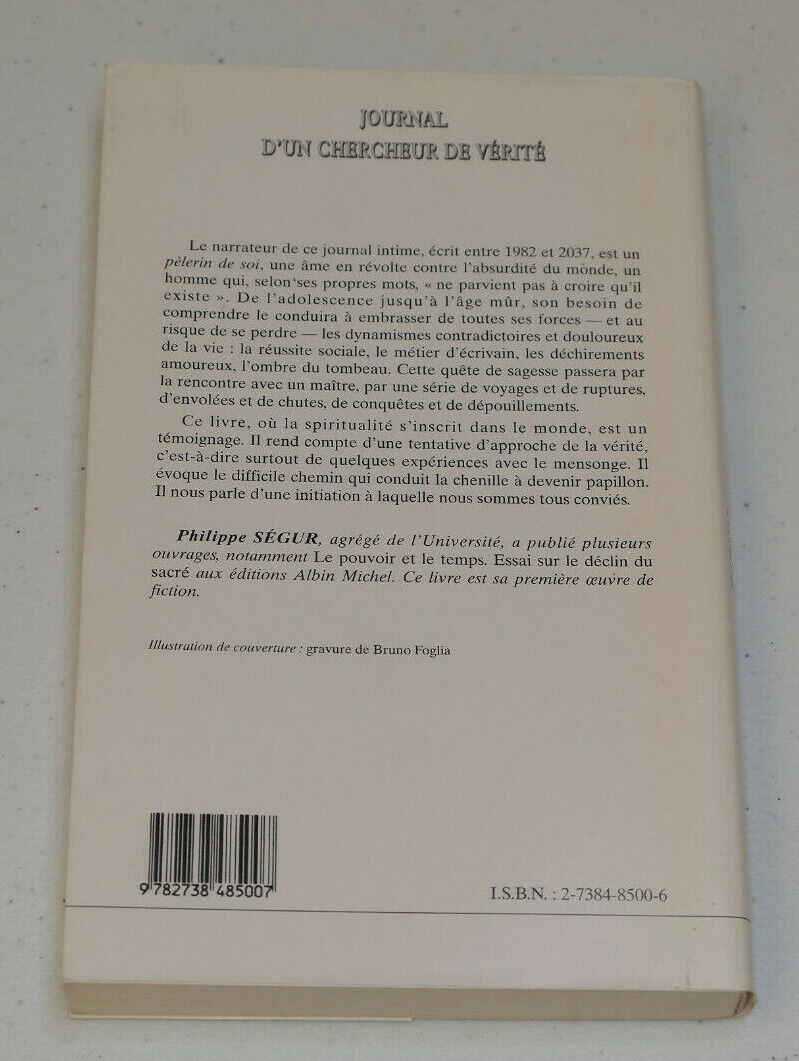 JOURNAL
D'UN CHERCHEUR DE VÉRITÉ
Le narrateur de ce journal intime, écrit entre 1982 et 2037, est un
pèlerin de soi, une âme en révolte contre l'absurdité du monde, un
homme qui, selon ses propres mots, « ne parvient pas à croire qu'il
existe ». De l'adolescence jusqu'à l'âge mûr, son besoin de
comprendre le conduira à embrasser de toutes ses forces — et au
risque de se perdre — les dynamismes contradictoires et douloureux
de la vie : la réussite sociale, le métier d'écrivain, les déchirements
amoureux, l'ombre du tombeau. Cette quête de sagesse passera par
la rencontre avec un maître, par une série de voyages et de ruptures,
d'envolées et de chutes, de conquêtes et de dépouillements.
Ce livre, où la spiritualité s'inscrit dans le monde, est un
témoignage. Il rend compte d'une tentative d'approche de la vérité,
c'est-à-dire surtout de quelques expériences avec le mensonge. Il
évoque le difficile chemin qui conduit la chenille à devenir papillon.
Il nous parle d'une initiation à laquelle nous sommes tous conviés.
Philippe SÉGUR, agrégé de l'Université, a publié plusieurs
ouvrages, notamment Le pouvoir et le temps. Essai sur le déclin du
sacré aux éditions Albin Michel. Ce livre est sa première œuvre de
fiction.
Illustration de couverture : gravure de Bruno Foglia
9 782738 485007
I.S.B.N. : 2-7384-8500-6